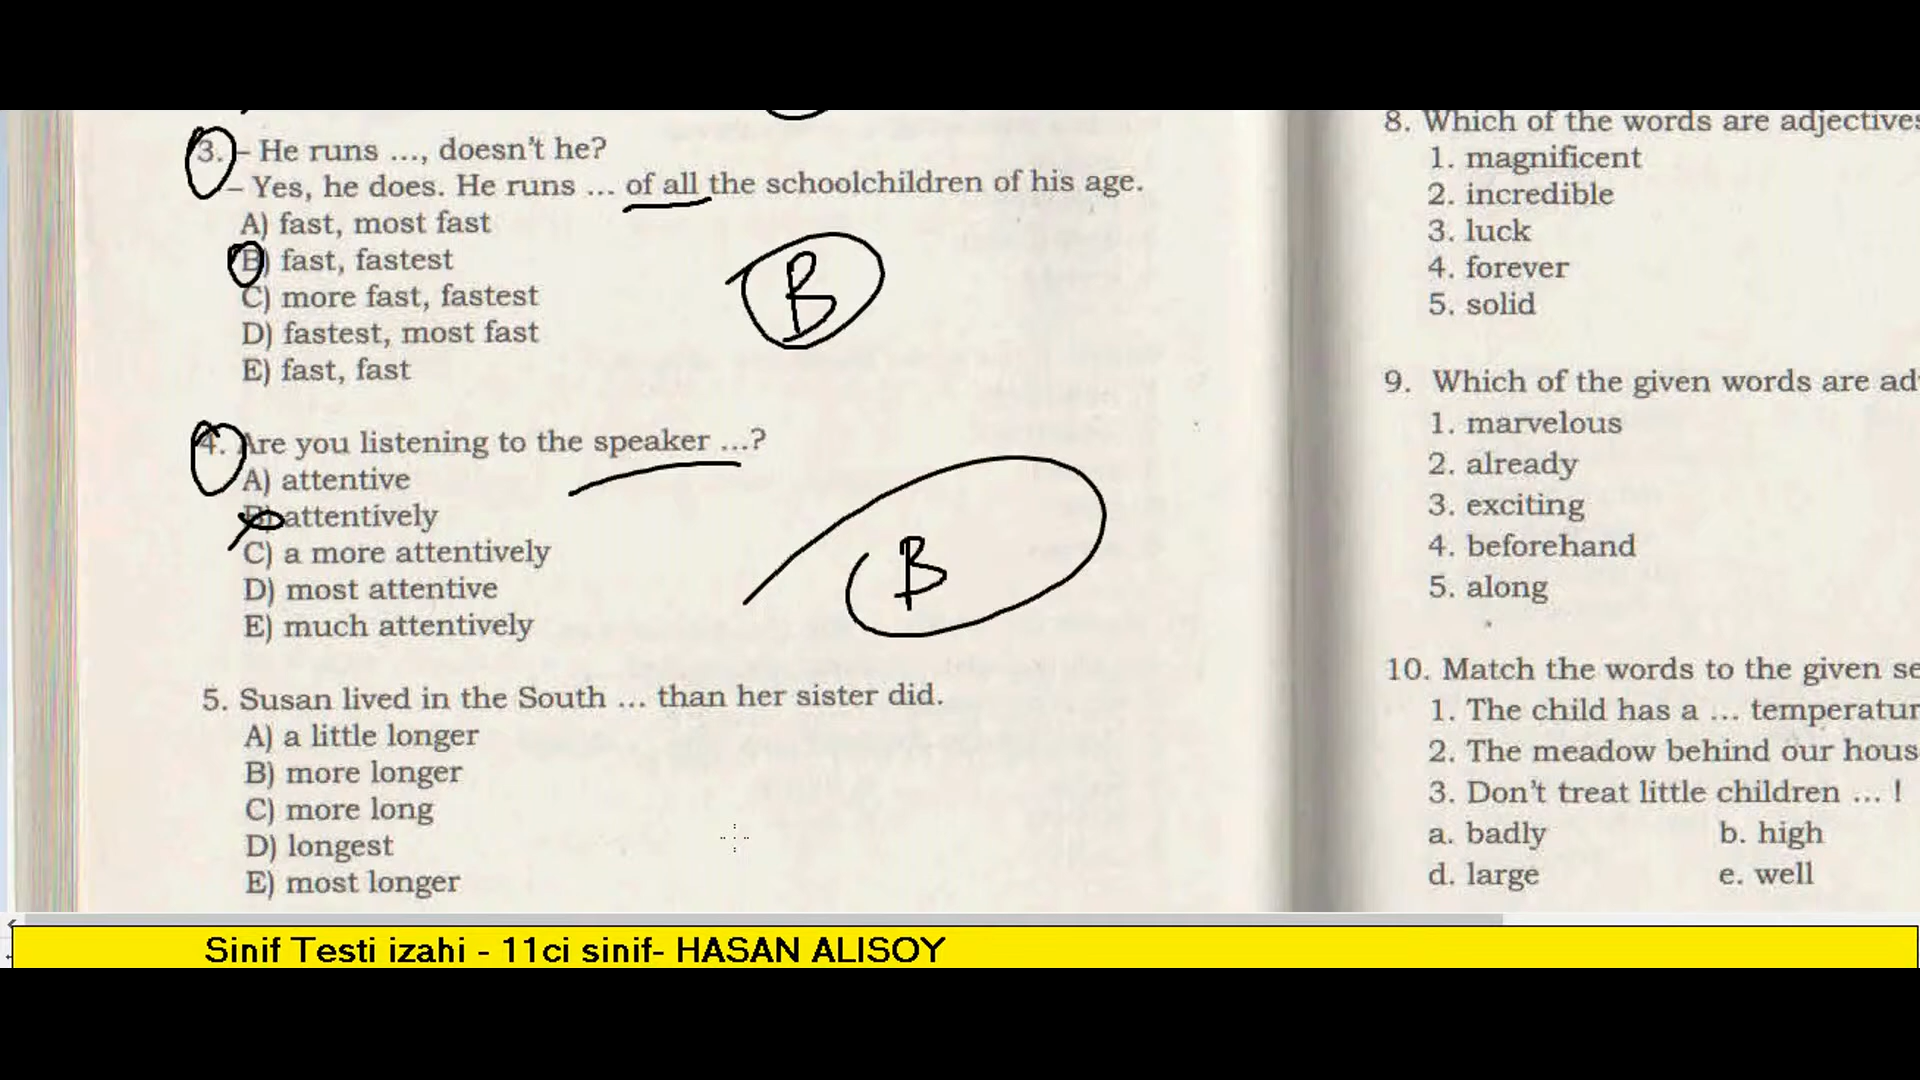 3. – He runs ..., doesn't he?
– Yes, he does. He runs ... of all the schoolchildren of his age.
A) fast, most fast
B) fast, fastest
C) more fast, fastest
D) fastest, most fast
E) fast, fast
B
4. Are you listening to the speaker ...?
A) attentive
B) attentively
C) a more attentively
D) most attentive
E) much attentively
B
5. Susan lived in the South ... than her sister did.
A) a little longer
B) more longer
C) more long
D) longest
E) most longer
8. Which of the words are adjectives
1. magnificent
2. incredible
3. luck
4. forever
5. solid
9. Which of the given words are ad
1. marvelous
2. already
3. exciting
4. beforehand
5. along
10. Match the words to the given se
1. The child has a ... temperatur
2. The meadow behind our hous
3. Don't treat little children ... !
a. badly b. high
d. large e. well
Sinif Testi izahi - 11ci sinif- HASAN ALISOY